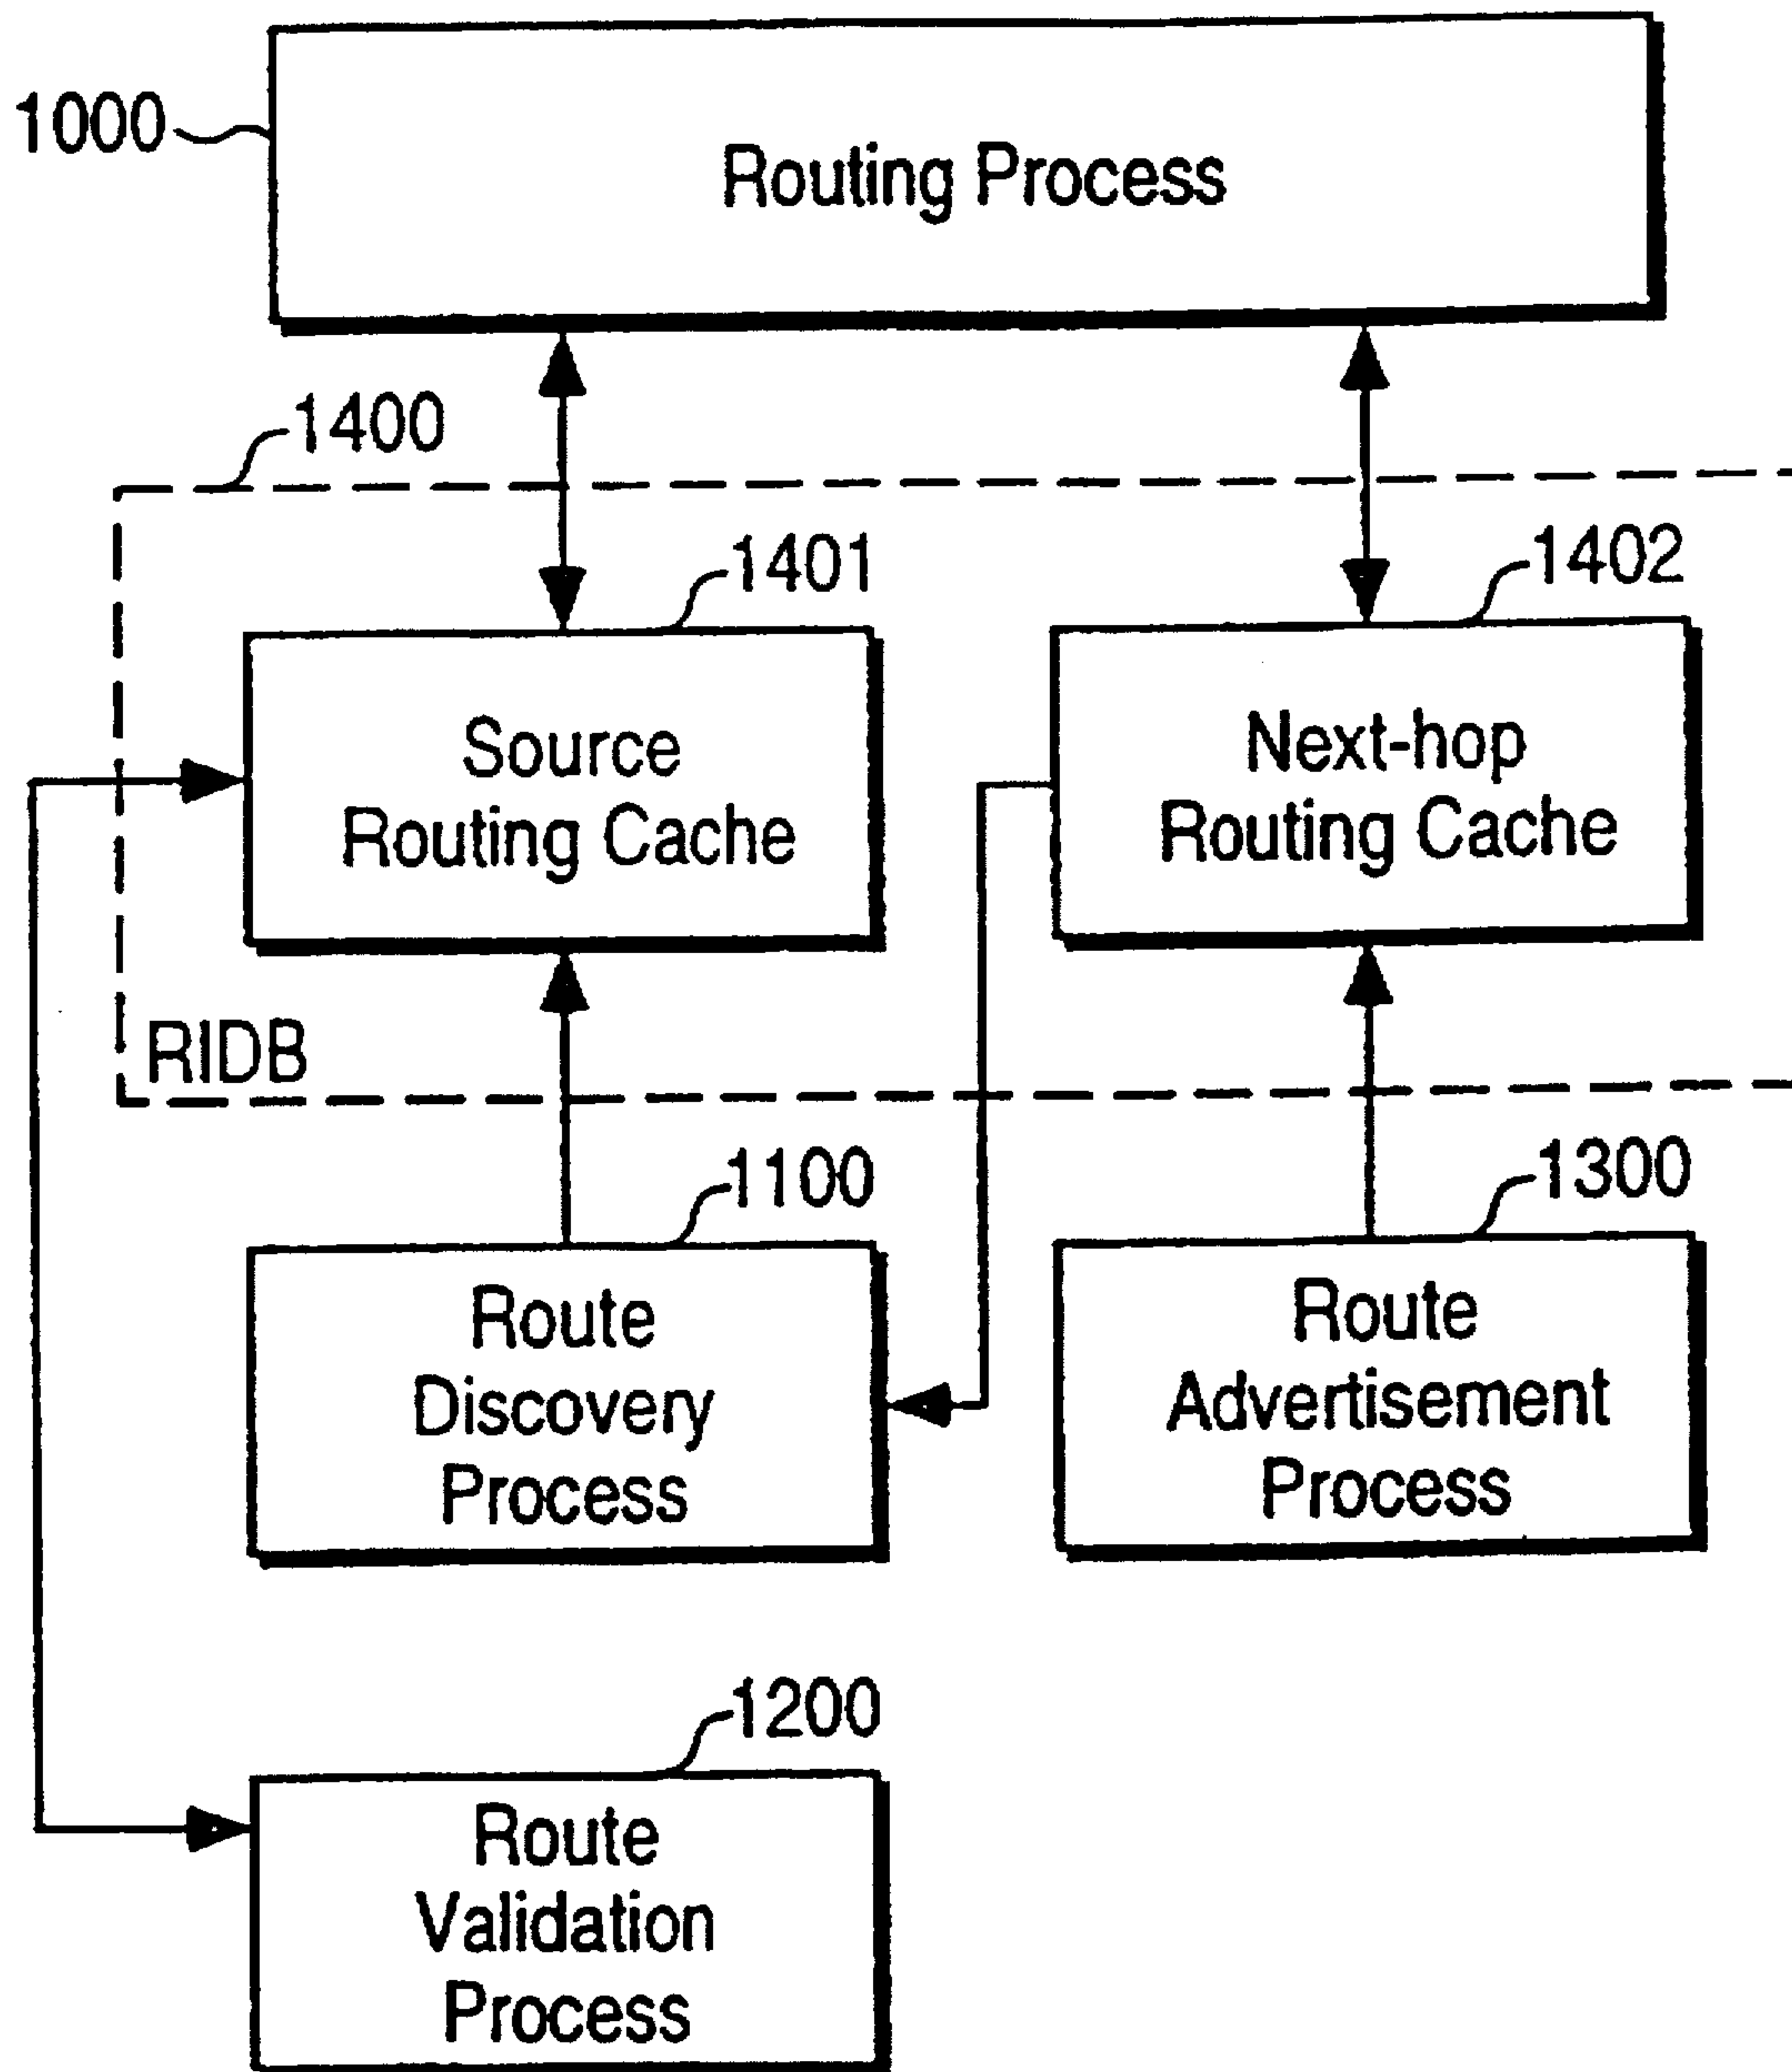 1000
Routing Process
1400
1401
1402
Source
Routing Cache
Next-hop
Routing Cache
RIDB
1100
1300
Route
Discovery
Process
Route
Advertisement
Process
1200
Route
Validation
Process